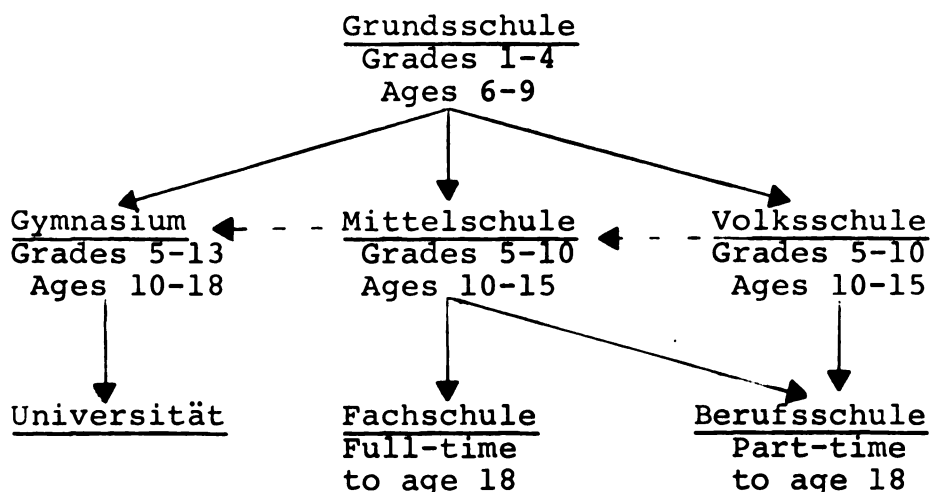 Grundsschule
Grades 1-4
Ages 6-9
Gymnasium
Grades 5-13
Ages 10-18
Mittelschule
Grades 5-10
Ages 10-15
Volksschule
Grades 5-10
Ages 10-15
Universität
Fachschule
Full-time
to age 18
Berufsschule
Part-time
to age 18